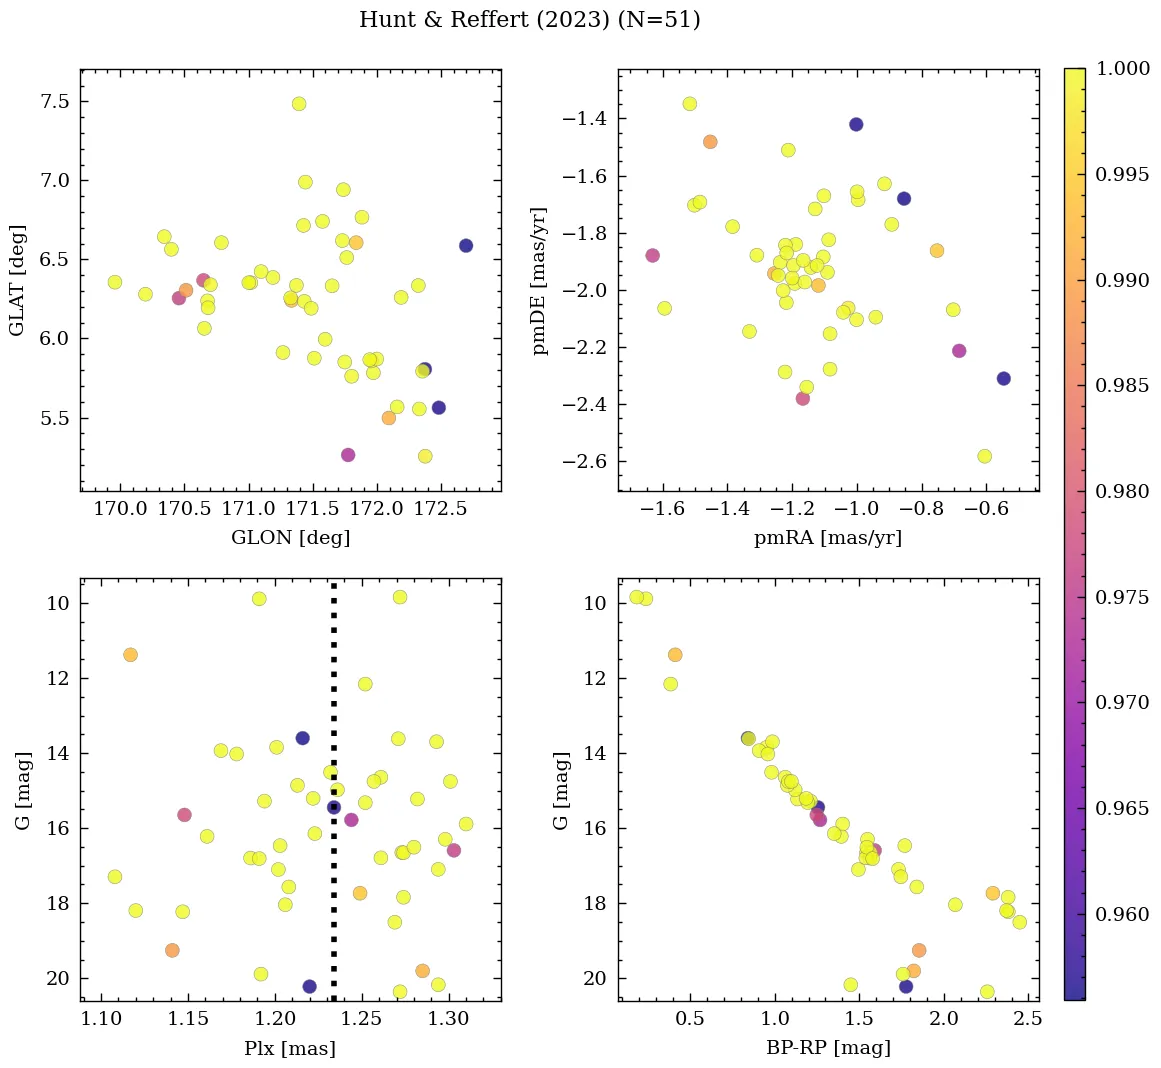 Hunt & Reffert (2023) (N=51)
7.5
7.0
6.5
6.0
5.5
GLAT [deg]
170.0 170.5 171.0 171.5 172.0 172.5
GLON [deg]
−1.4
−1.6
−1.8
−2.0
−2.2
−2.4
−2.6
pmDE [mas/yr]
−1.6 −1.4 −1.2 −1.0 −0.8 −0.6
pmRA [mas/yr]
10
12
14
16
18
20
G [mag]
1.10 1.15 1.20 1.25 1.30
Plx [mas]
10
12
14
16
18
20
G [mag]
0.5 1.0 1.5 2.0 2.5
BP-RP [mag]
1.000
0.995
0.990
0.985
0.980
0.975
0.970
0.965
0.960